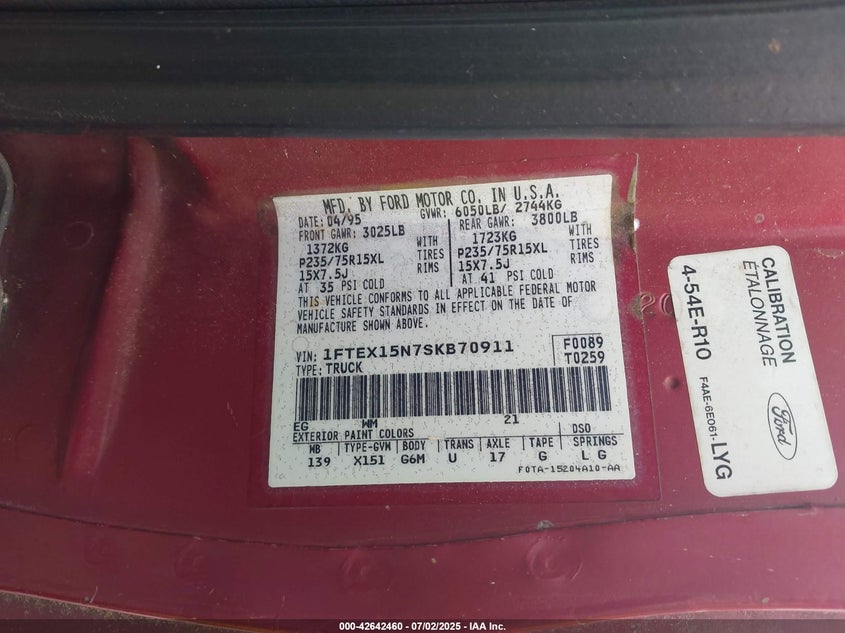 MFD. BY FORD MOTOR CO. IN U.S.A.
DATE: 04/95 GVWR: 6050LB/ 2744KG
FRONT GAWR: 3025LB REAR GAWR: 3800LB
1372KG WITH 1723KG WITH
P235/75R15XL TIRES P235/75R15XL TIRES
15X7.5J RIMS 15X7.5J RIMS
AT 35 PSI COLD AT 41 PSI COLD
THIS VEHICLE CONFORMS TO ALL APPLICABLE FEDERAL MOTOR
VEHICLE SAFETY STANDARDS IN EFFECT ON THE DATE OF
MANUFACTURE SHOWN ABOVE.
VIN: 1FTEX15N7SKB70911 F0089
TYPE: TRUCK T0259
EG WM 21
EXTERIOR PAINT COLORS DSO
WB TYPE-GVW BODY TRANS AXLE TAPE SPRINGS
139 X151 G6M U 17 G L G
F0TA-15204A10-AA
CALIBRATION
ÉTALONNAGE
4-54E-R10
Ford
F4AE-6E061-LYG
000-42642460 - 07/02/2025 - IAA Inc.